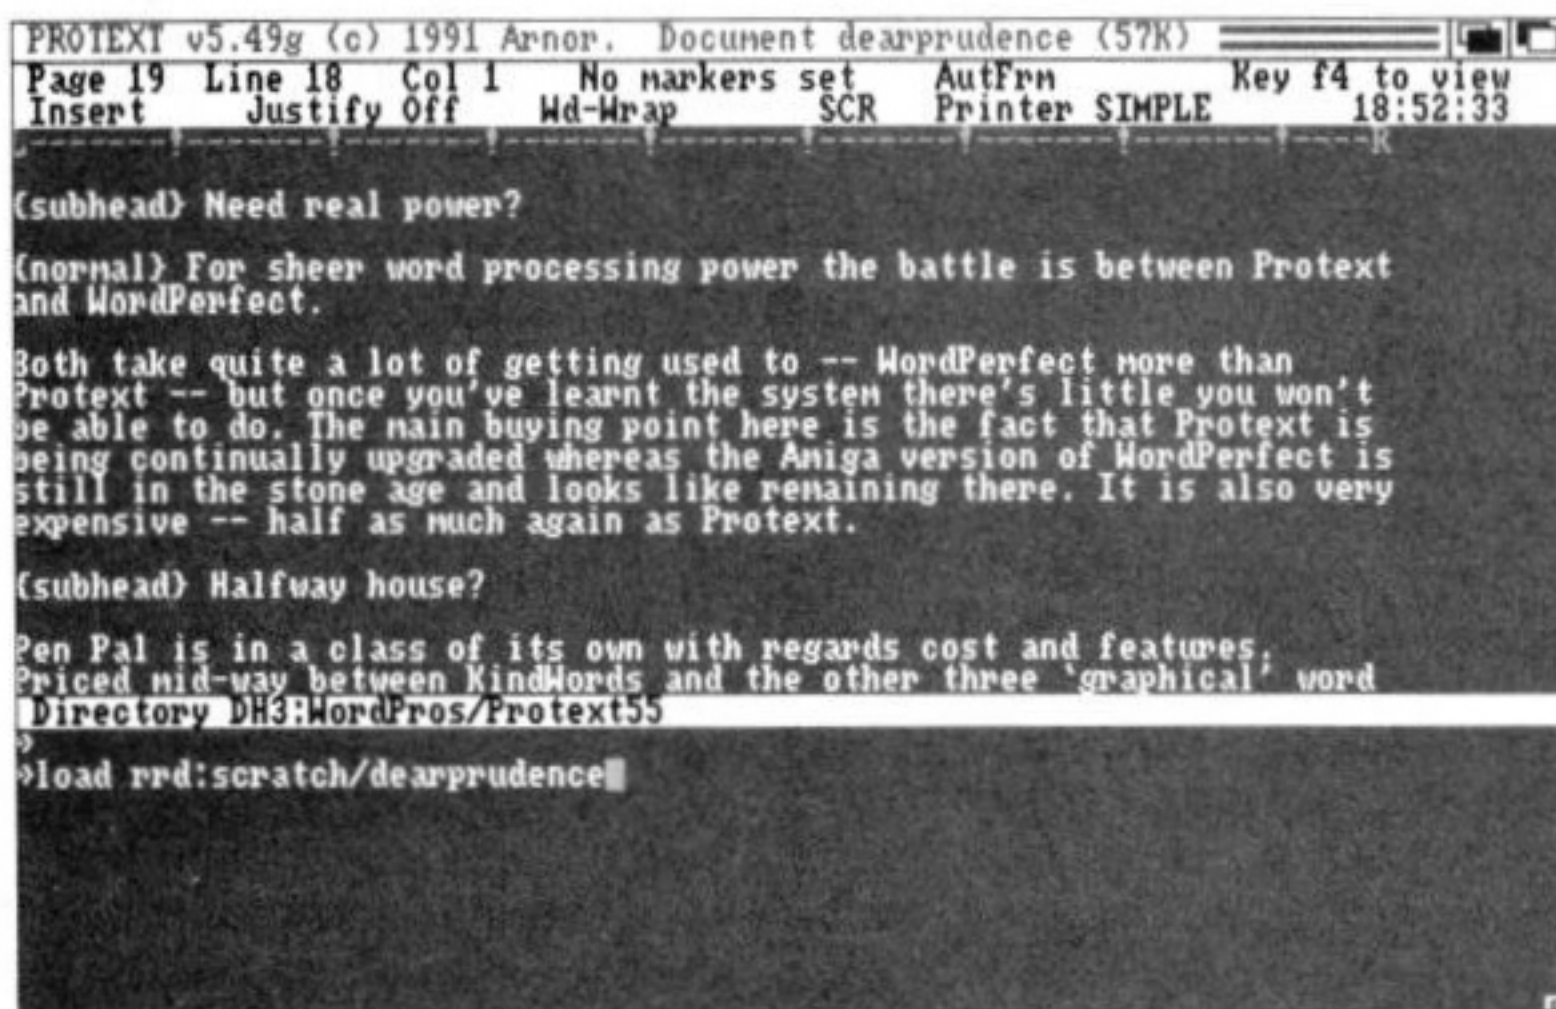 PROTEXT v5.49g (c) 1991 Arnor. Document dearprudence (57K)
Page 19 Line 18 Col 1 No markers set AutFrm Key f4 to view
Insert Justify Off Wd-Wrap SCR Printer SIMPLE 18:52:33
{subhead} Need real power?
{normal} For sheer word processing power the battle is between Protext
and WordPerfect.
Both take quite a lot of getting used to -- WordPerfect more than
Protext -- but once you've learnt the system there's little you won't
be able to do. The main buying point here is the fact that Protext is
being continually upgraded whereas the Amiga version of WordPerfect is
still in the stone age and looks like remaining there. It is also very
expensive -- half as much again as Protext.
{subhead} Halfway house?
Pen Pal is in a class of its own with regards cost and features.
Priced mid-way between KindWords and the other three `graphical' word
Directory DH3:WordPros/Protext55
>
>load rrd:scratch/dearprudence